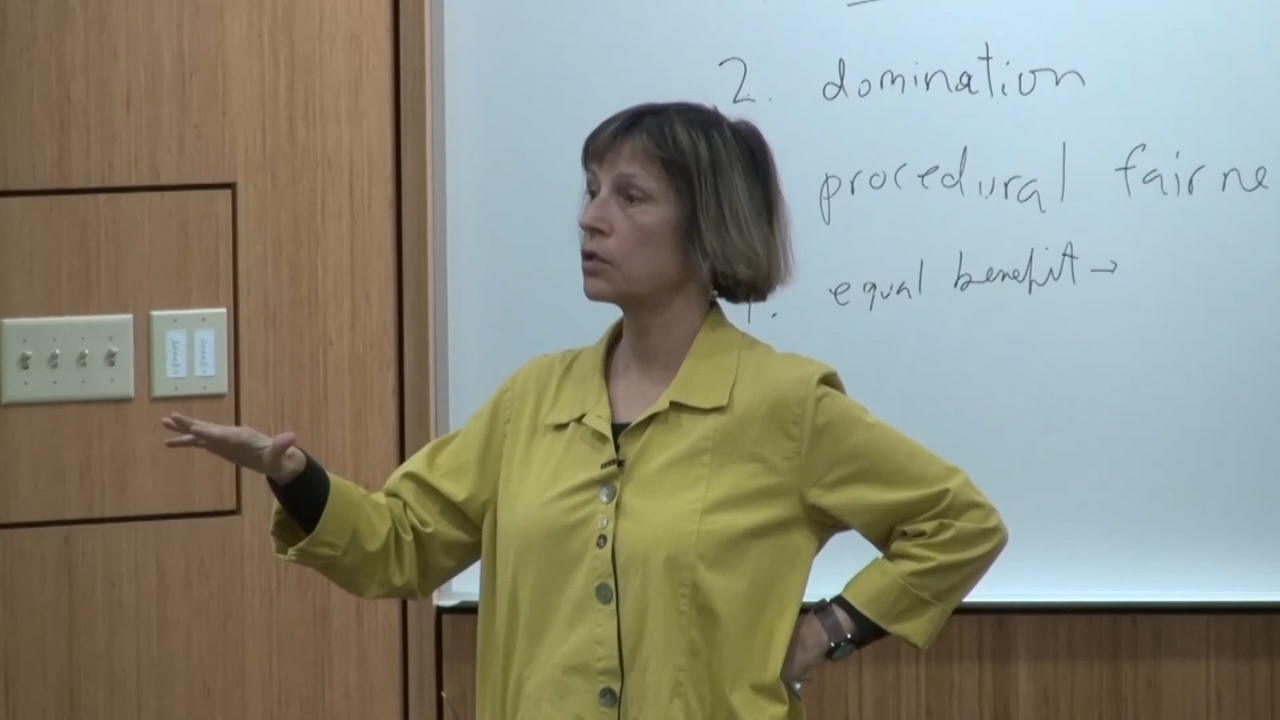 2. domination
procedural fairne
equal benefit →